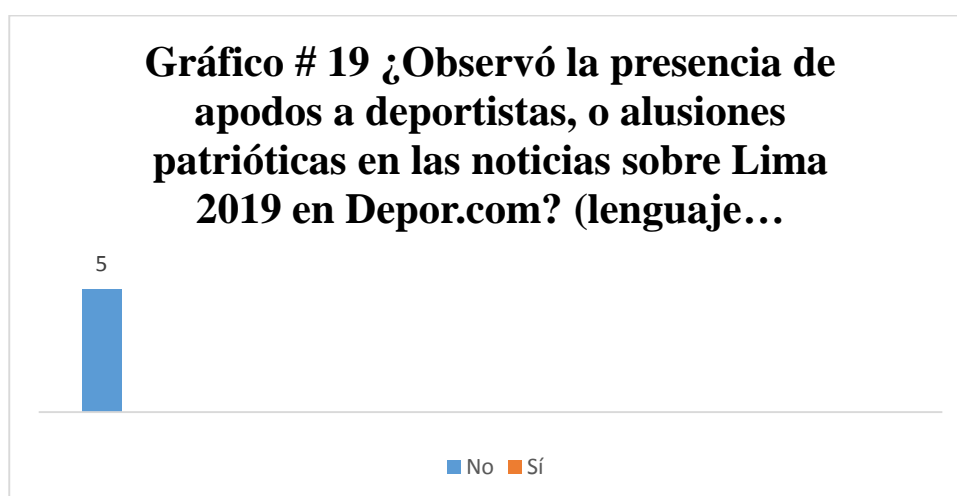 Gráfico # 19 ¿Observó la presencia de
apodos a deportistas, o alusiones
patrióticas en las noticias sobre Lima
2019 en Depor.com? (lenguaje…
5
No Sí